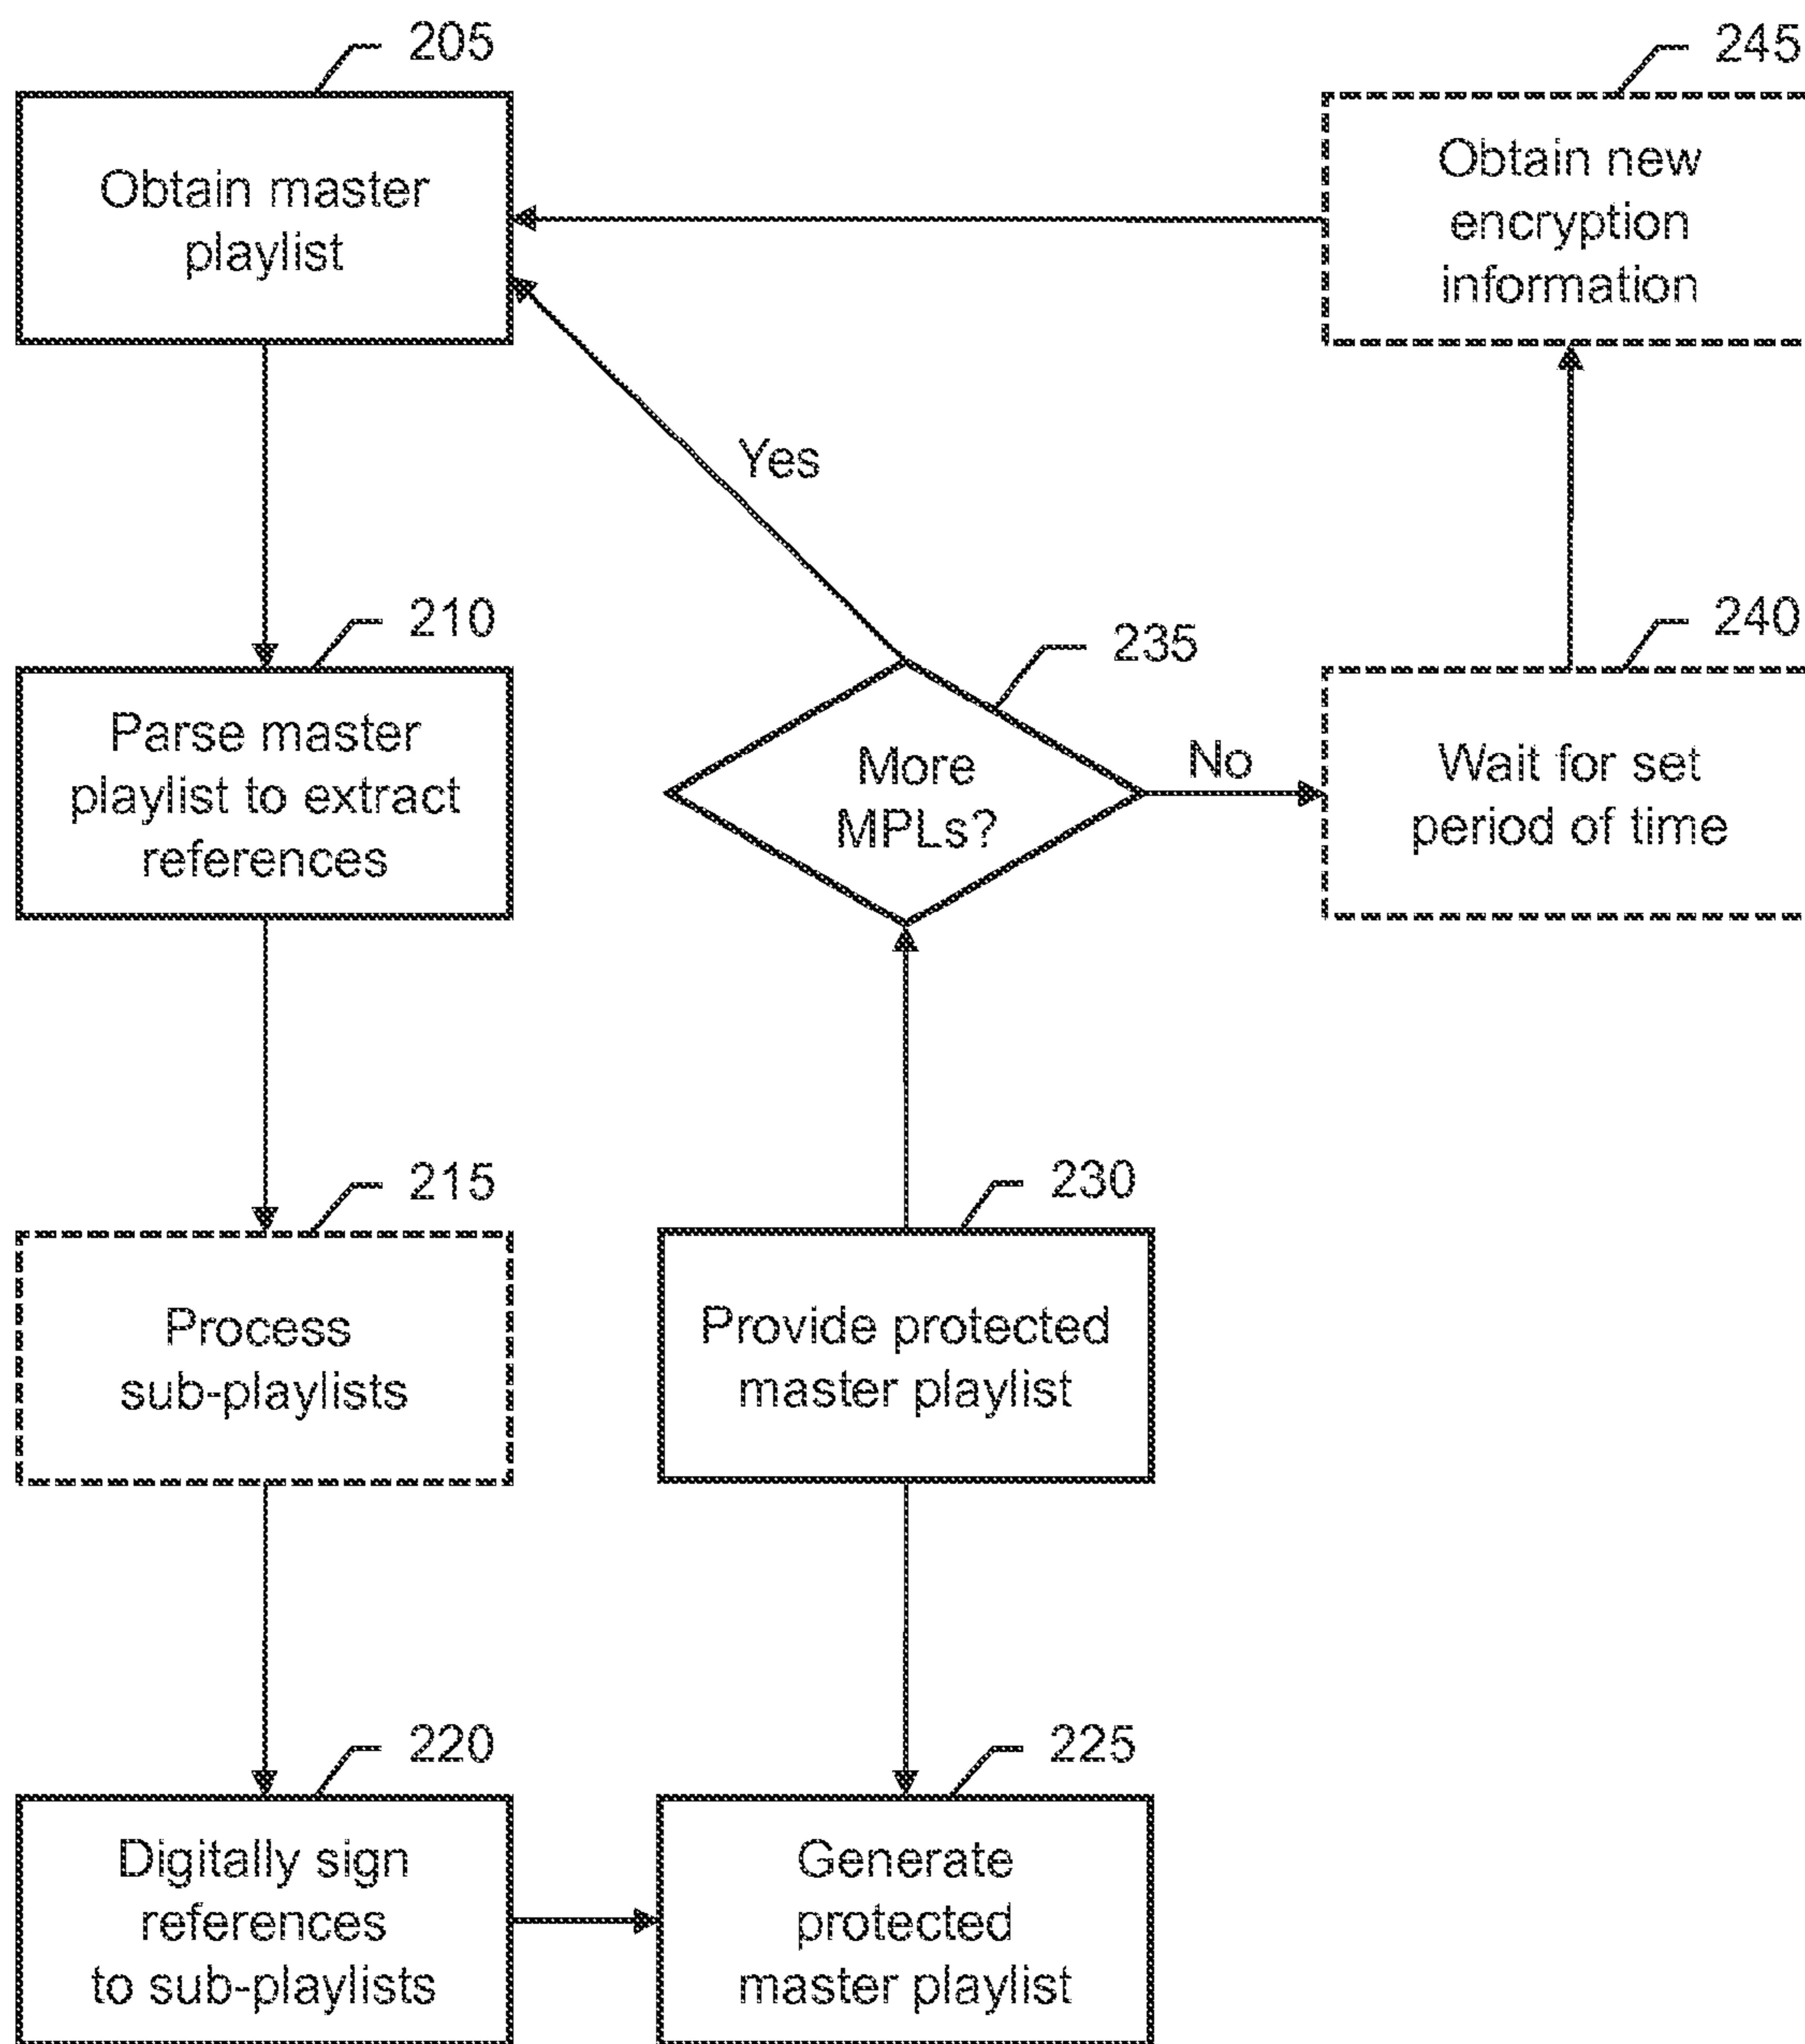 205
Obtain master
playlist
245
Obtain new
encryption
information
Yes
210
Parse master
playlist to extract
references
235
More
MPLs?
No
240
Wait for set
period of time
215
Process
sub-playlists
230
Provide protected
master playlist
220
Digitally sign
references
to sub-playlists
225
Generate
protected
master playlist